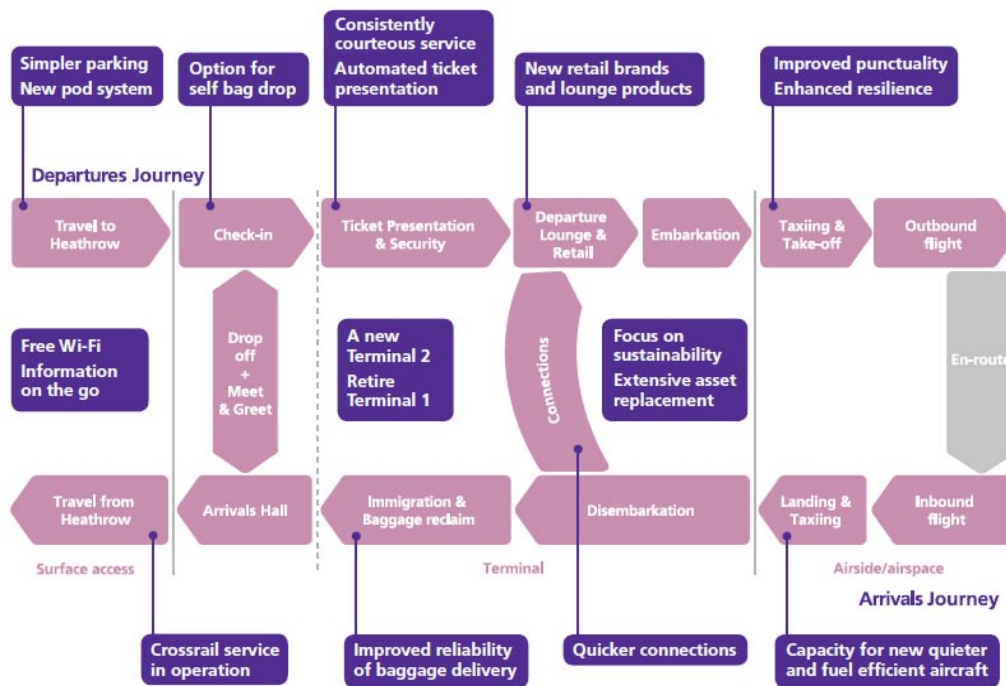 Simpler parking
New pod system
Option for
self bag drop
Consistently
courteous service
Automated ticket
presentation
New retail brands
and lounge products
Improved punctuality
Enhanced resilience
Departures Journey
Travel to
Heathrow
Check-in
Ticket Presentation
& Security
Departure
Lounge &
Retail
Embarkation
Taxiing &
Take-off
Outbound
flight
Free Wi-Fi
Information
on the go
Drop
off
+
Meet
& Greet
A new
Terminal 2
Retire
Terminal 1
Connections
Focus on
sustainability
Extensive asset
replacement
En-route
Travel from
Heathrow
Arrivals Hall
Immigration &
Baggage reclaim
Disembarkation
Landing &
Taxiing
Inbound
flight
Surface access
Terminal
Airside/airspace
Arrivals Journey
Crossrail service
in operation
Improved reliability
of baggage delivery
Quicker connections
Capacity for new quieter
and fuel efficient aircraft